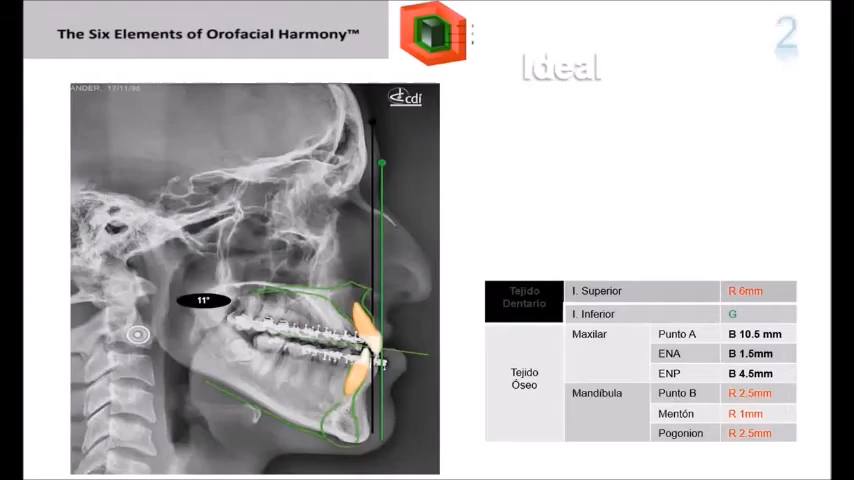 The Six Elements of Orofacial Harmony™
2
Ideal
ANDER, 17/11/96
cdi
11°
Tejido Dentario
I. Superior R 6mm
I. Inferior G
Tejido Óseo
Maxilar Punto A B 10.5 mm
ENA B 1.5mm
ENP B 4.5mm
Mandíbula Punto B R 2.5mm
Mentón R 1mm
Pogonion R 2.5mm